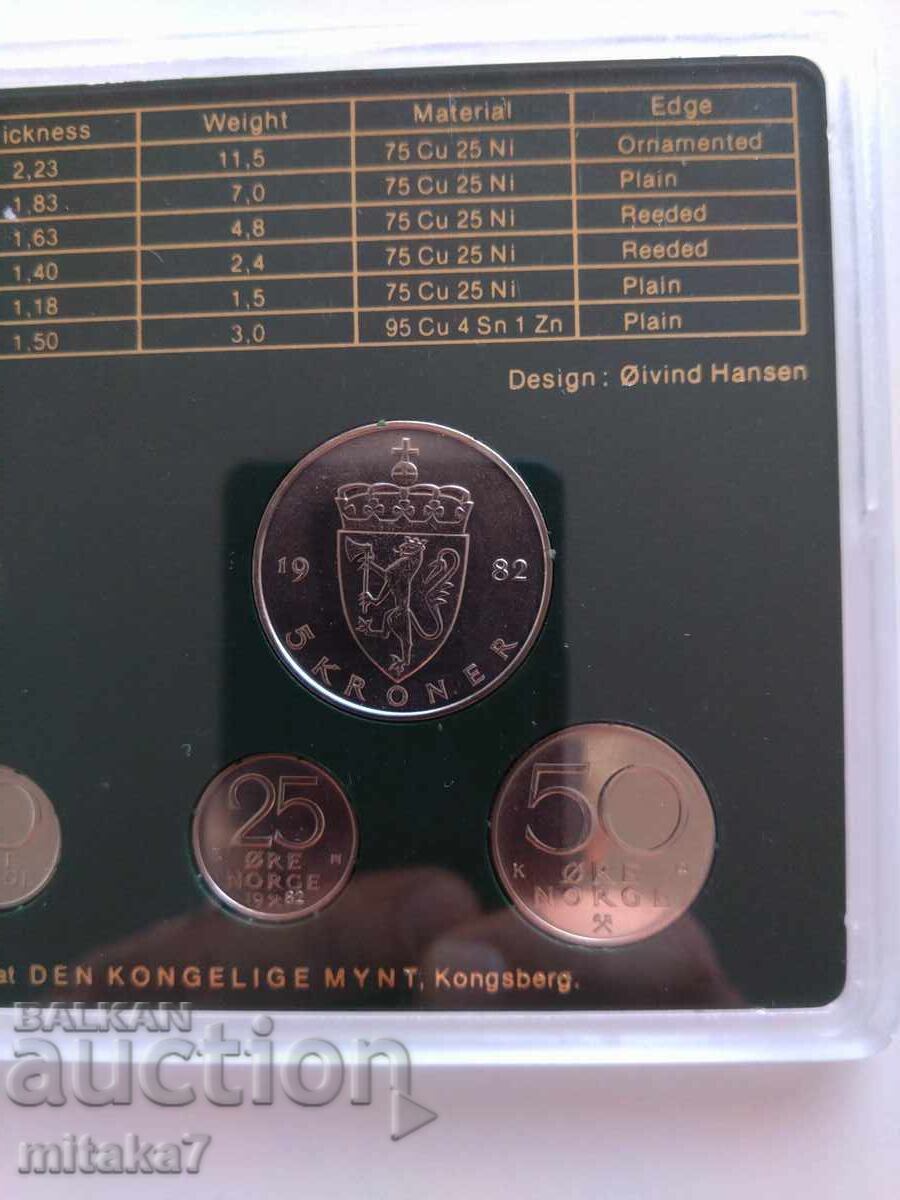 ickness Weight Material Edge
2,23 11,5 75 Cu 25 Ni Ornamented
1,83 7,0 75 Cu 25 Ni Plain
1,63 4,8 75 Cu 25 Ni Reeded
1,40 2,4 75 Cu 25 Ni Reeded
1,18 1,5 75 Cu 25 Ni Plain
1,50 3,0 95 Cu 4 Sn 1 Zn Plain
Design : Øivind Hansen
19 82
5 KRONER
25
ØRE
NORGE
19 82
50
K ØRE
NORGE
at DEN KONGELIGE MYNT, Kongsberg.
BALKAN
auction
mitaka7